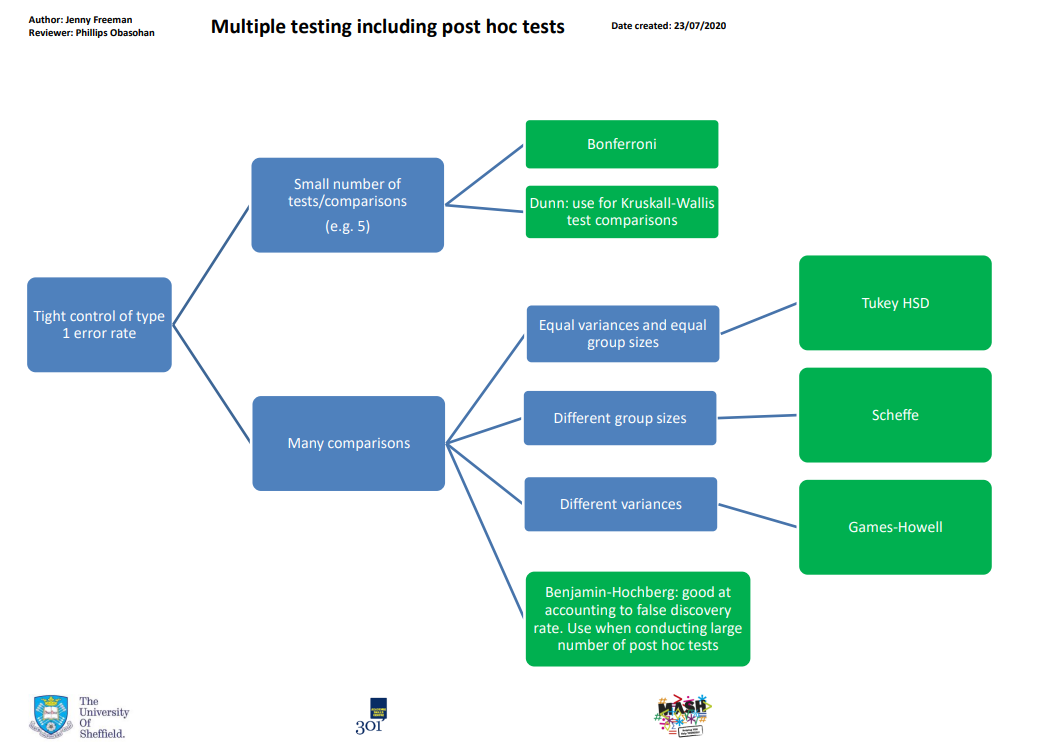 Author: Jenny Freeman
Reviewer: Phillips Obasohan
Multiple testing including post hoc tests
Date created: 23/07/2020
Bonferroni
Small number of
tests/comparisons
(e.g. 5)
Dunn: use for Kruskall-Wallis
test comparisons
Tight control of type
1 error rate
Equal variances and equal
group sizes
Tukey HSD
Many comparisons
Different group sizes
Scheffe
Different variances
Games-Howell
Benjamin-Hochberg: good at
accounting to false discovery
rate. Use when conducting large
number of post hoc tests
The
University
Of
Sheffield.
301
MASH